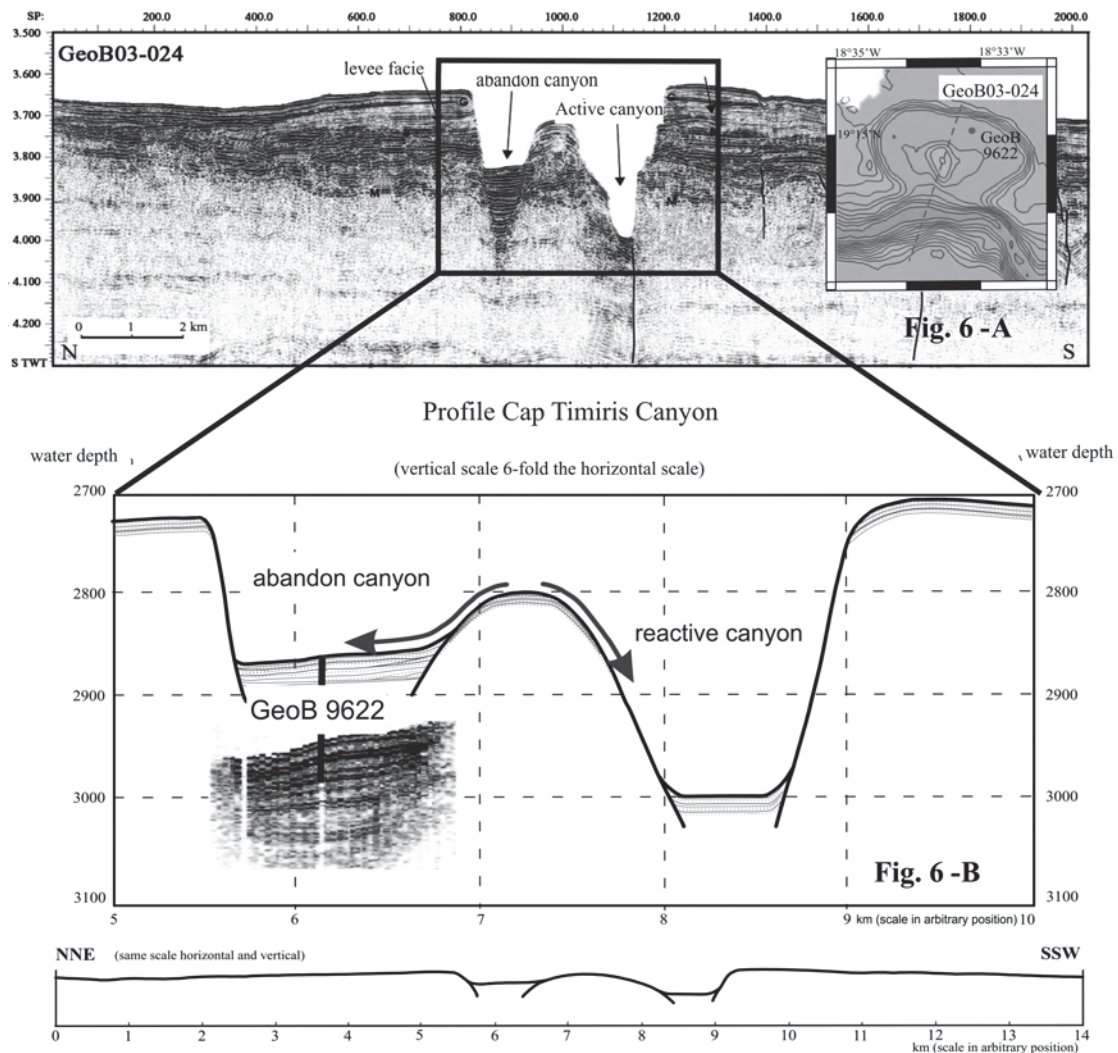 SP: 200.0 400.0 600.0 800.0 1000.0 1200.0 1400.0 1600.0 1800.0 2000.0
3.500
GeoB03-024
3.600
levee facie
abandon canyon
Active canyon
3.700
3.800
M
3.900
4.000
4.100
4.200
S TWT
0 1 2 km
N
S
18°35'W 18°33'W
GeoB03-024
19°15'N
GeoB
9622
Fig. 6 -A
Profile Cap Timiris Canyon
water depth
water depth
(vertical scale 6-fold the horizontal scale)
2700
2700
abandon canyon
2800
2800
reactive canyon
2900
2900
GeoB 9622
3000
3000
Fig. 6 -B
3100
3100
5 6 7 8 9 km (scale in arbitrary position) 10
NNE (same scale horizontal and vertical) SSW
0 1 2 3 4 5 6 7 8 9 10 11 12 13 14
km (scale in arbitrary position)